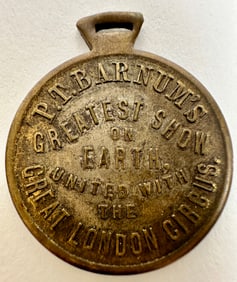 P.T. BARNUM'S
GREATEST SHOW
ON
EARTH
UNITED WITH
THE
GREAT LONDON CIRCUS.